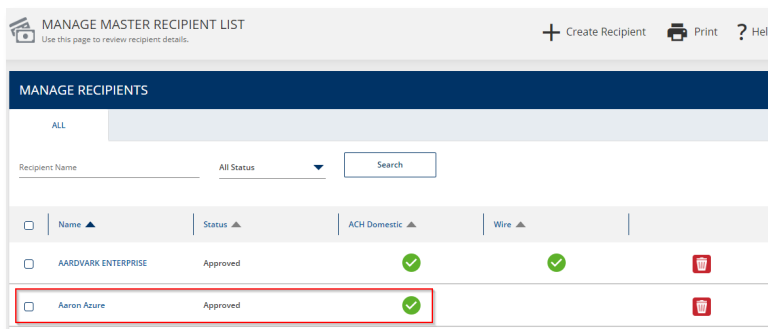 MANAGE MASTER RECIPIENT LIST
Use this page to review recipient details.
Create Recipient Print ? Hel
MANAGE RECIPIENTS
ALL
Recipient Name All Status Search
Name Status ACH Domestic Wire
AARDVARK ENTERPRISE Approved
Aaron Azure Approved